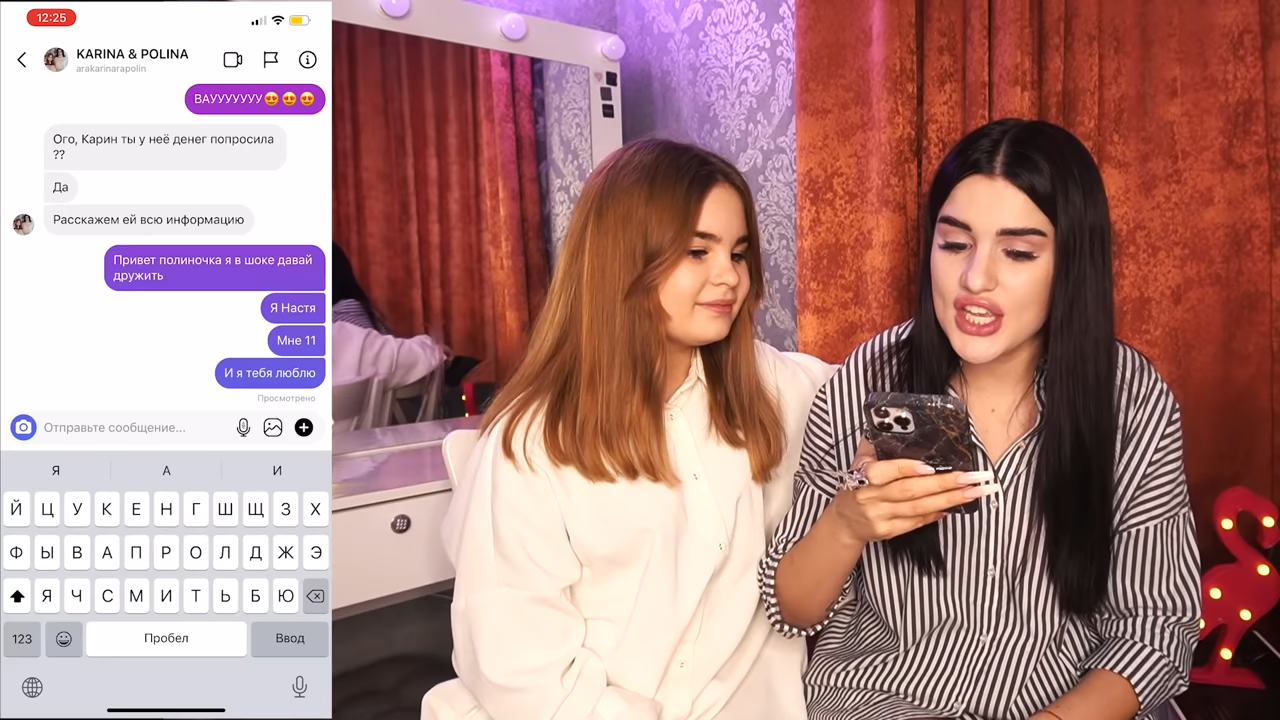 12:25
KARINA & POLINA
arakarinarapolin
ВАУУУУУУУ😍😍😍
Ого, Карин ты у неё денег попросила
??
Да
Расскажем ей всю информацию
Привет полиночка я в шоке давай
дружить
Я Настя
Мне 11
И я тебя люблю
Просмотрено
Отправьте сообщение...
Я А И
Й Ц У К Е Н Г Ш Щ З Х
Ф Ы В А П Р О Л Д Ж Э
Я Ч С М И Т Ь Б Ю
123 Пробел Ввод